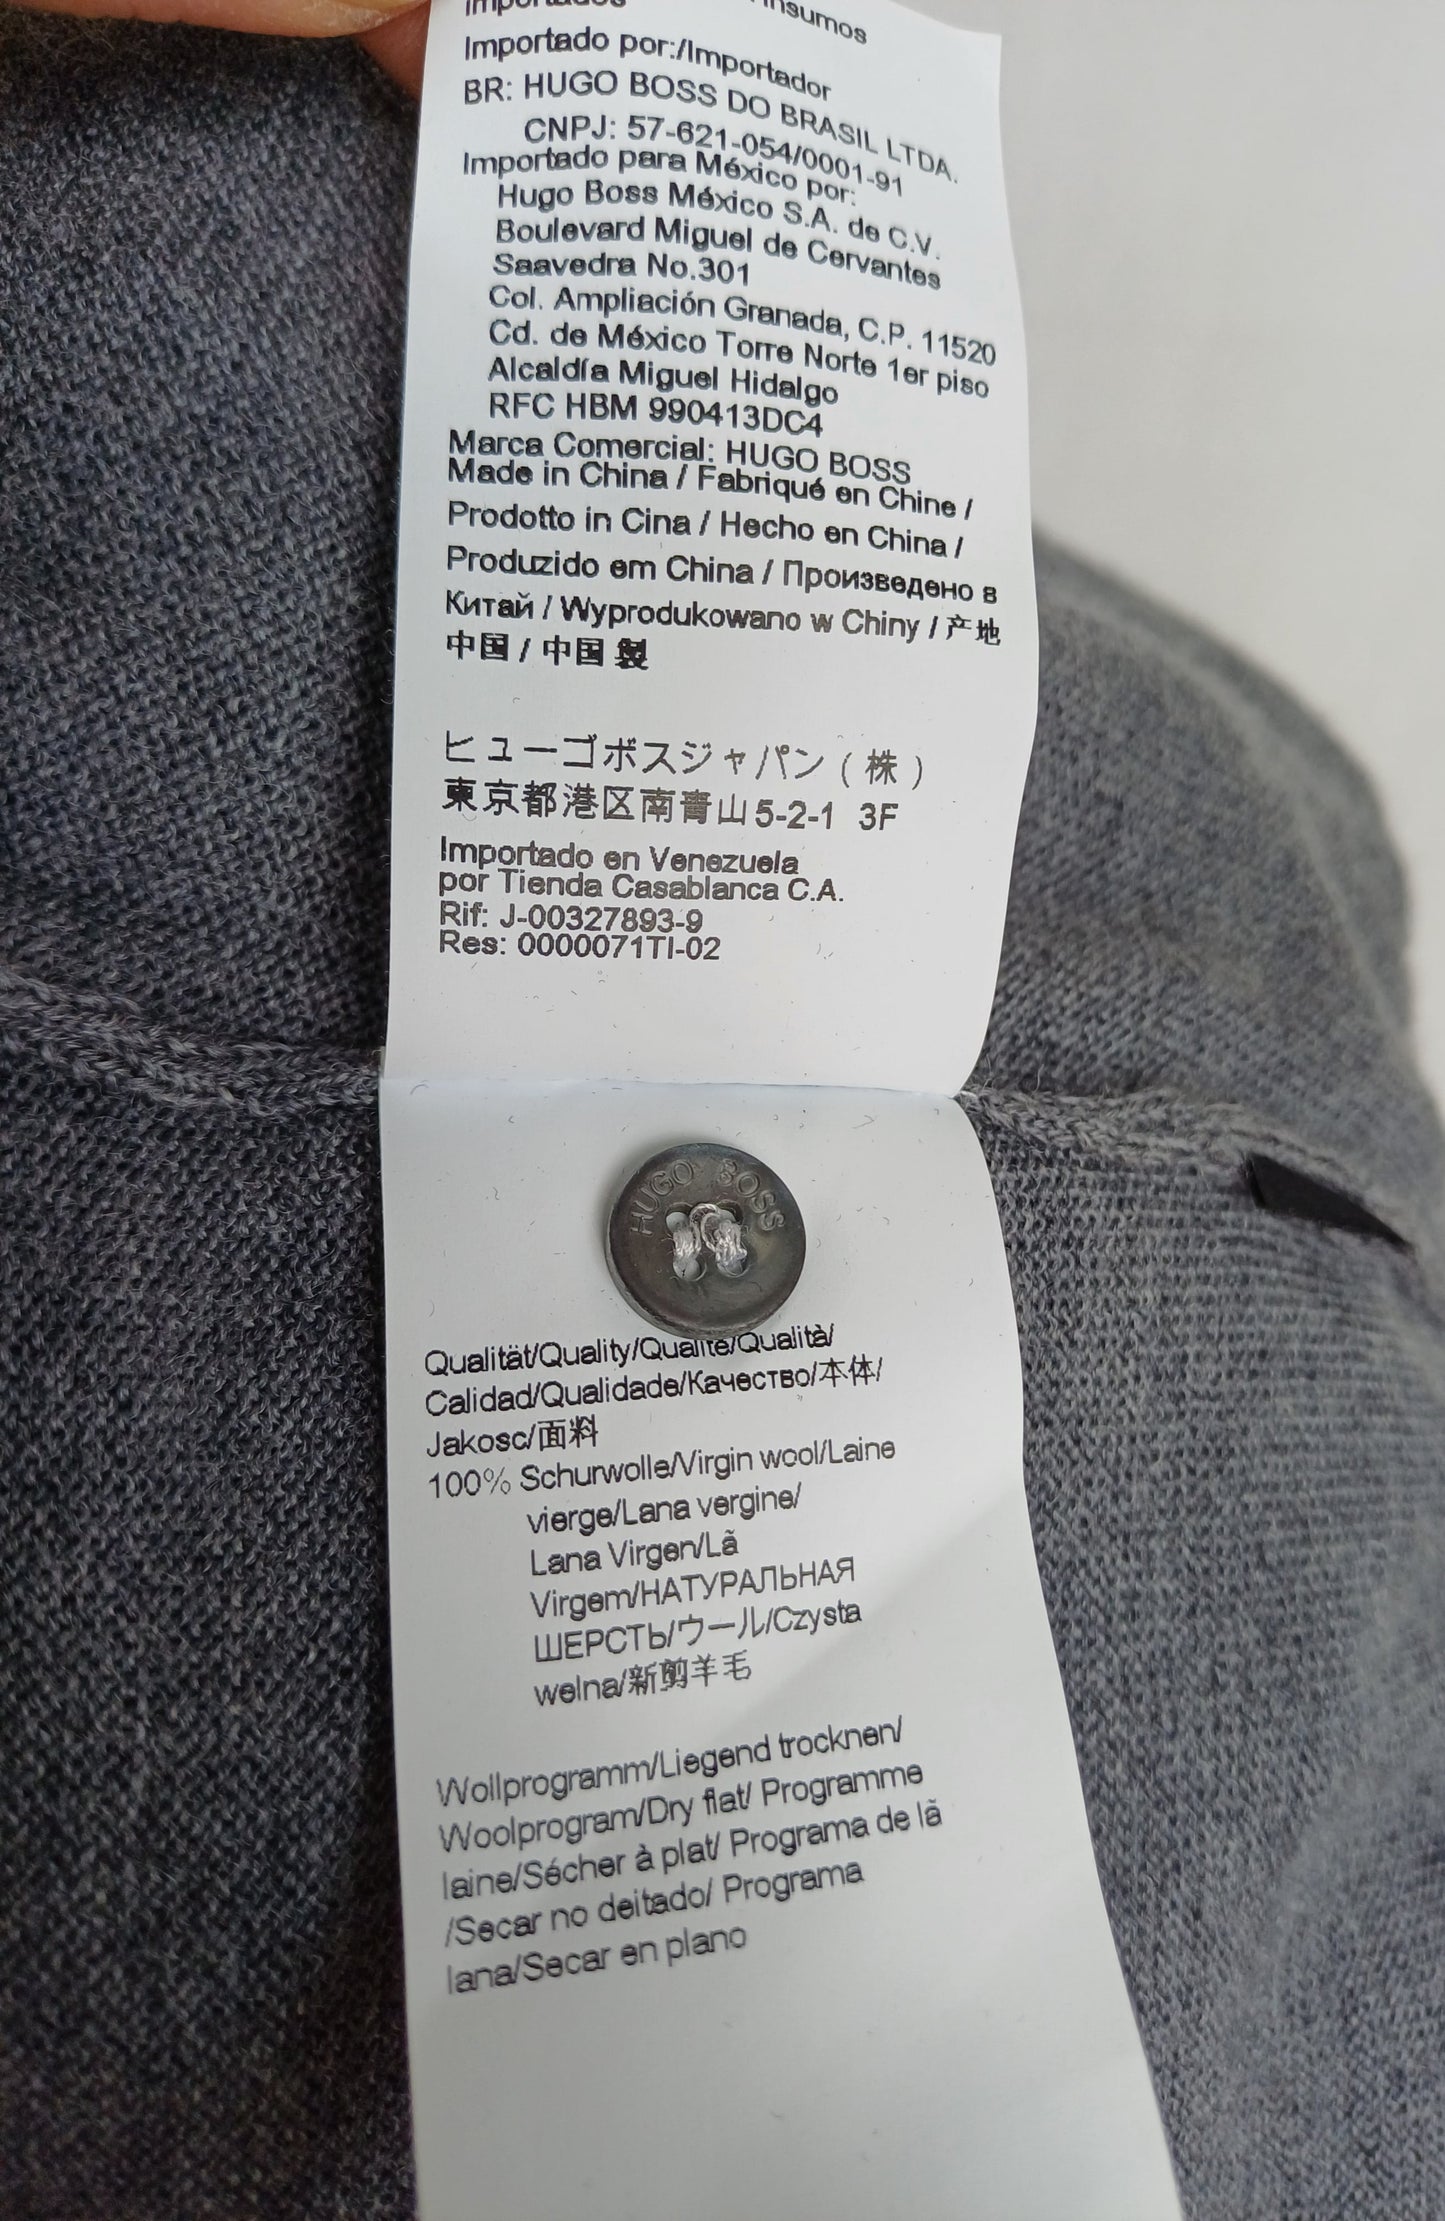 Importados
insumos
Importado por:/Importador
BR: HUGO BOSS DO BRASIL LTDA.
CNPJ: 57-621-054/0001-91
Importado para México por:
Hugo Boss México S.A. de C.V.
Boulevard Miguel de Cervantes
Saavedra No.301
Col. Ampliación Granada, C.P. 11520
Cd. de México Torre Norte 1er piso
Alcaldía Miguel Hidalgo
RFC HBM 990413DC4
Marca Comercial: HUGO BOSS
Made in China / Fabriqué en Chine /
Prodotto in Cina / Hecho en China /
Produzido em China / Произведено в
Китай / Wyprodukowano w Chiny / 产地
中国 / 中国 製
ヒューゴボスジャパン (株)
東京都港区南青山5-2-1 3F
Importado en Venezuela
por Tienda Casablanca C.A.
Rif: J-00327893-9
Res: 0000071TI-02
HUGO BOSS
Qualität/Quality/Qualité/Qualità/
Calidad/Qualidade/Качество/本体/
Jakosc/面料
100% Schurwolle/Virgin wool/Laine
vierge/Lana vergine/
Lana Virgen/Lã
Virgem/НАТУРАЛЬНАЯ
ШЕРСТЬ/ウール/Czysta
welna/新剪羊毛
Wollprogramm/Liegend trocknen/
Woolprogram/Dry flat/ Programme
laine/Sécher à plat/ Programa de lã
/Secar no deitado/ Programa
lana/Secar en plano